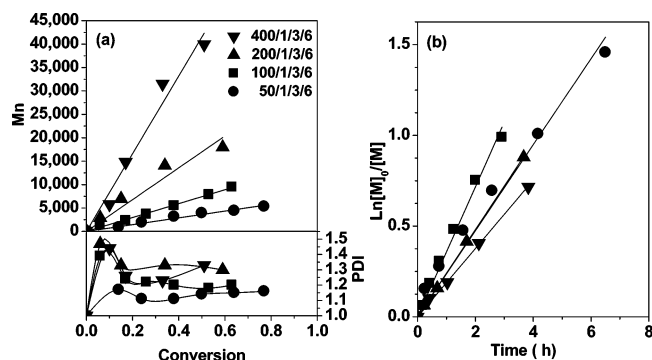 45,000
40,000
35,000
30,000
25,000
20,000
15,000
10,000
5,000
0
Mn
(a)
400/1/3/6
200/1/3/6
100/1/3/6
50/1/3/6
1.5
1.4
1.3
1.2
1.1
1.0
PDI
0.0 0.2 0.4 0.6 0.8 1.0
Conversion
(b)
1.5
1.0
0.5
0.0
Ln[M]0/[M]
0 2 4 6 8
Time ( h)